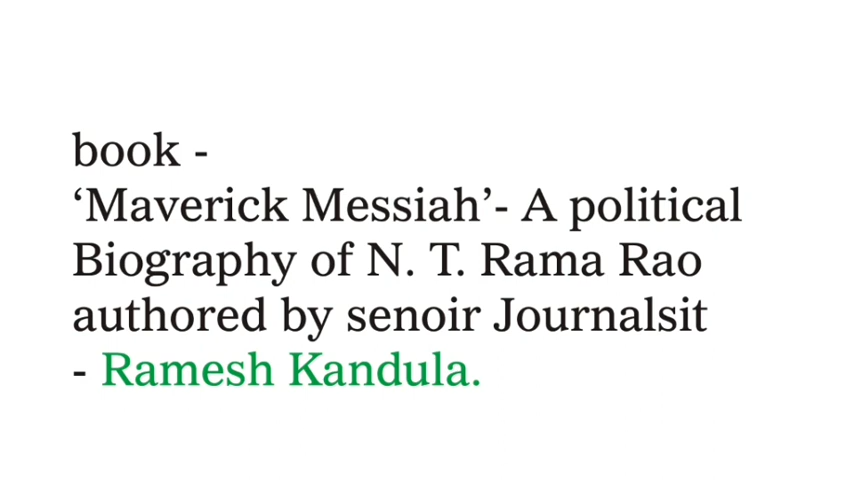 book -
‘Maverick Messiah’- A political
Biography of N. T. Rama Rao
authored by senoir Journalsit
- Ramesh Kandula.